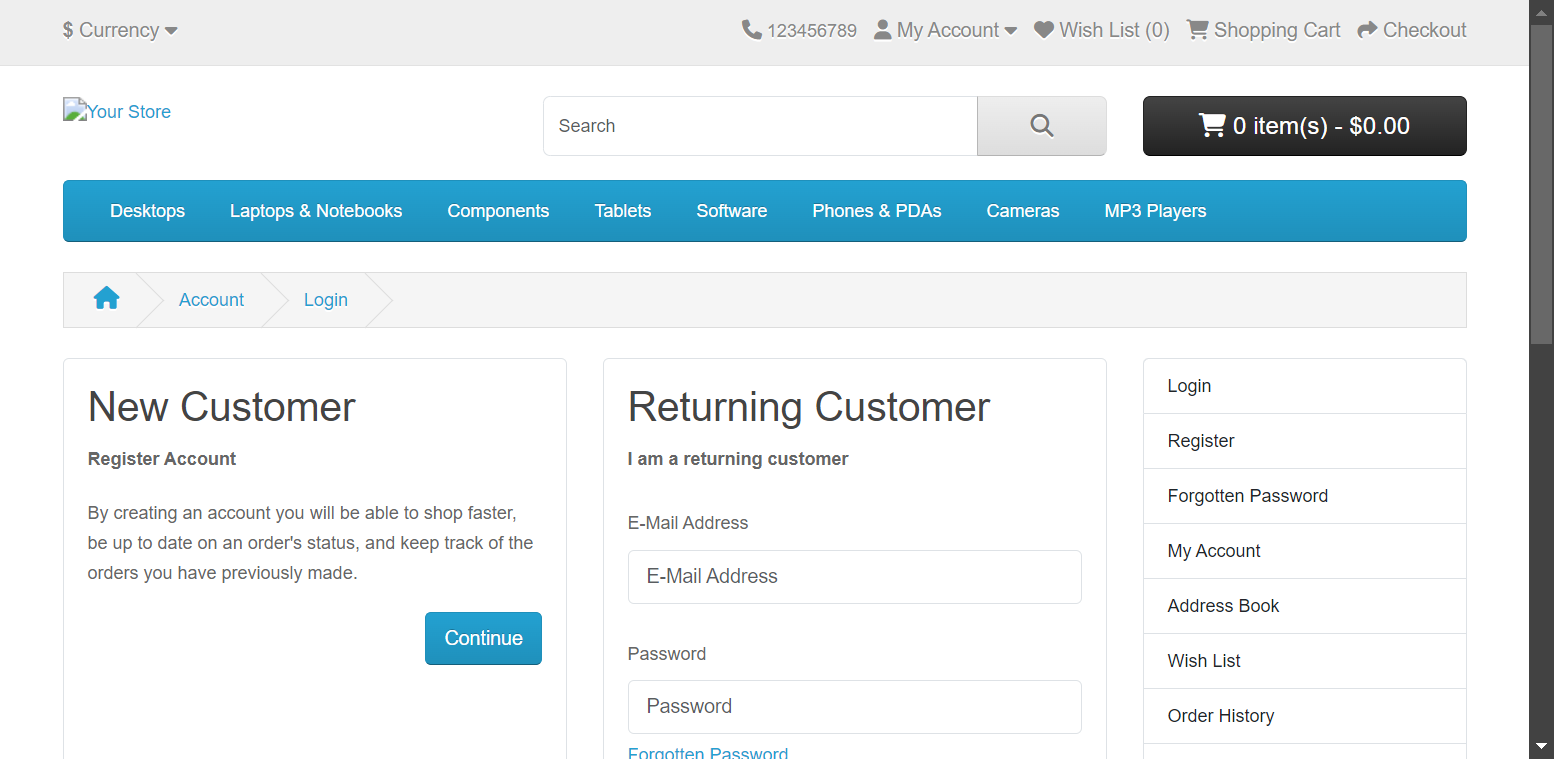 $ Currency
123456789 My Account Wish List (0) Shopping Cart Checkout
Your Store
Search
0 item(s) - $0.00
Desktops Laptops & Notebooks Components Tablets Software Phones & PDAs Cameras MP3 Players
Account Login
New Customer
Register Account
By creating an account you will be able to shop faster,
be up to date on an order's status, and keep track of the
orders you have previously made.
Continue
Returning Customer
I am a returning customer
E-Mail Address
E-Mail Address
Password
Password
Forgotten Password
Login
Register
Forgotten Password
My Account
Address Book
Wish List
Order History